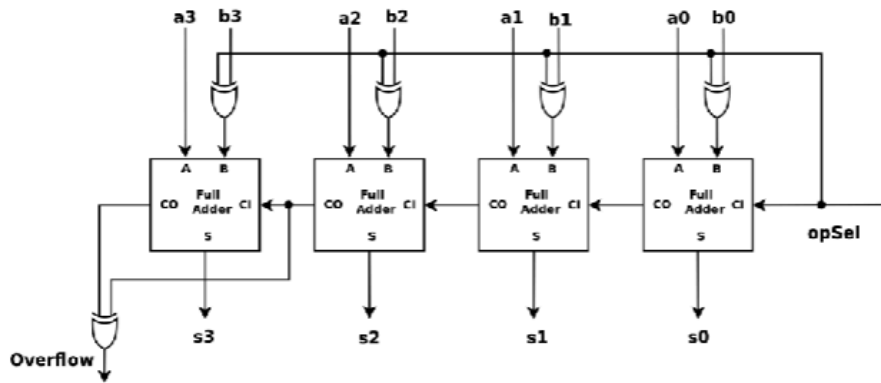 a3 b3 a2 b2 a1 b1 a0 b0
A B A B A B A B
CO Full Adder CI CO Full Adder CI CO Full Adder CI CO Full Adder CI
S S S S
opSel
s3 s2 s1 s0
Overflow